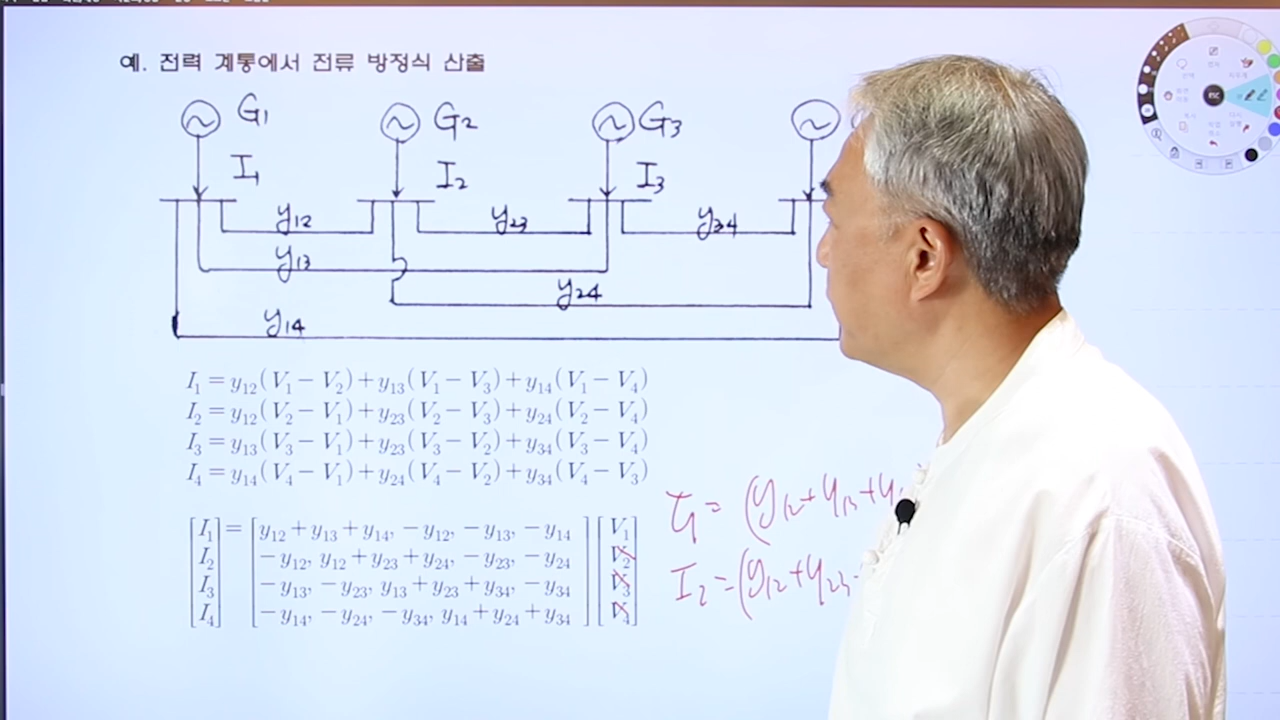 예. 전력 계통에서 전류 방정식 산출
G1 G2 G3
I1 I2 I3
y12 y23 y34
y13
y24
y14
I₁ = y₁₂(V₁ − V₂) + y₁₃(V₁ − V₃) + y₁₄(V₁ − V₄)
I₂ = y₁₂(V₂ − V₁) + y₂₃(V₂ − V₃) + y₂₄(V₂ − V₄)
I₃ = y₁₃(V₃ − V₁) + y₂₃(V₃ − V₂) + y₃₄(V₃ − V₄)
I₄ = y₁₄(V₄ − V₁) + y₂₄(V₄ − V₂) + y₃₄(V₄ − V₃)
[I₁] = [y₁₂ + y₁₃ + y₁₄, − y₁₂, − y₁₃, − y₁₄] [V₁]
[I₂] [− y₁₂, y₁₂ + y₂₃ + y₂₄, − y₂₃, − y₂₄] [V₂]
[I₃] [− y₁₃, − y₂₃, y₁₃ + y₂₃ + y₃₄, − y₃₄] [V₃]
[I₄] [− y₁₄, − y₂₄, − y₃₄, y₁₄ + y₂₄ + y₃₄] [V₄]
I₁ = (y₁₂ + y₁₃ + y
I₂ = (y₁₂ + y₂₃
ESC